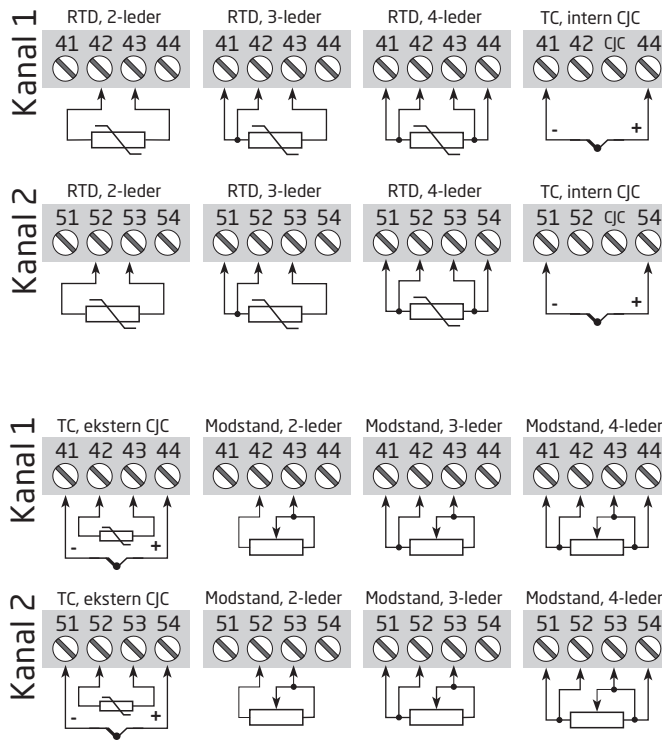 Kanal 1
RTD, 2-leder RTD, 3-leder RTD, 4-leder TC, intern CJC
41 42 43 44 41 42 43 44 41 42 43 44 41 42 CJC 44
- +
Kanal 2
RTD, 2-leder RTD, 3-leder RTD, 4-leder TC, intern CJC
51 52 53 54 51 52 53 54 51 52 53 54 51 52 CJC 54
- +
Kanal 1
TC, ekstern CJC Modstand, 2-leder Modstand, 3-leder Modstand, 4-leder
41 42 43 44 41 42 43 44 41 42 43 44 41 42 43 44
- +
Kanal 2
TC, ekstern CJC Modstand, 2-leder Modstand, 3-leder Modstand, 4-leder
51 52 53 54 51 52 53 54 51 52 53 54 51 52 53 54
- +